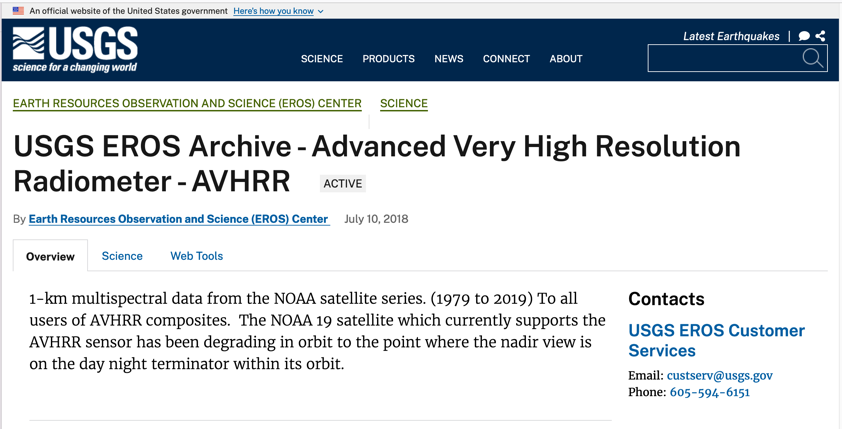 An official website of the United States government Here's how you know
USGS
science for a changing world
Latest Earthquakes |
SCIENCE PRODUCTS NEWS CONNECT ABOUT
EARTH RESOURCES OBSERVATION AND SCIENCE (EROS) CENTER SCIENCE
USGS EROS Archive - Advanced Very High Resolution
Radiometer - AVHRR ACTIVE
By Earth Resources Observation and Science (EROS) Center July 10, 2018
Overview Science Web Tools
1-km multispectral data from the NOAA satellite series. (1979 to 2019) To all
users of AVHRR composites. The NOAA 19 satellite which currently supports the
AVHRR sensor has been degrading in orbit to the point where the nadir view is
on the day night terminator within its orbit.
Contacts
USGS EROS Customer
Services
Email: custserv@usgs.gov
Phone: 605-594-6151